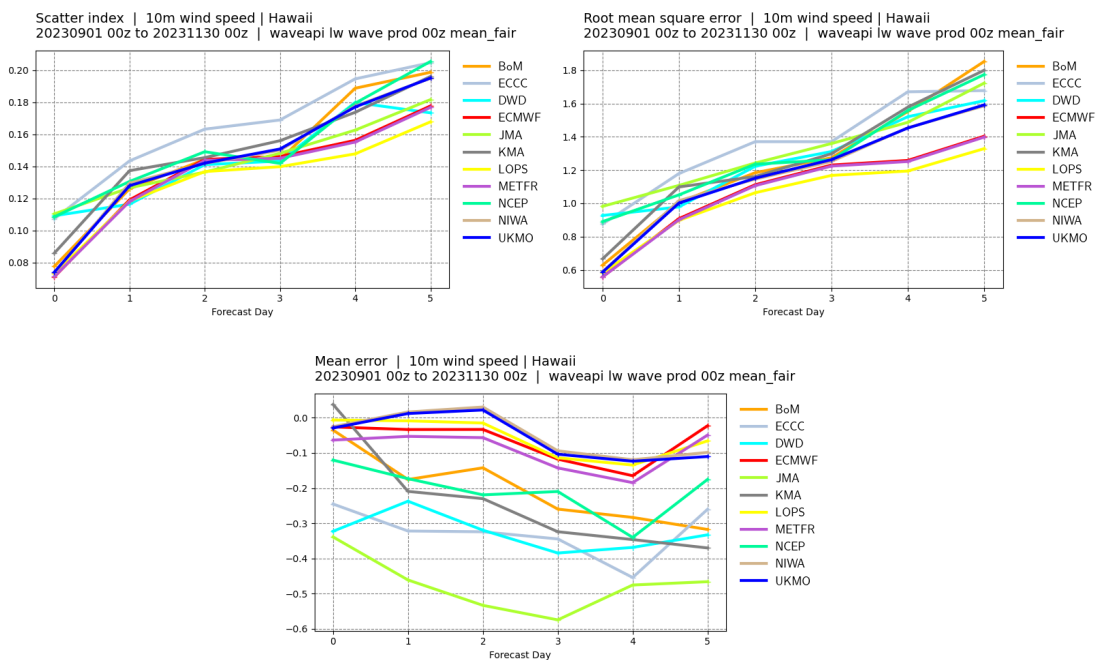 Scatter index | 10m wind speed | Hawaii
20230901 00z to 20231130 00z | waveapi lw wave prod 00z mean_fair
0.20
0.18
0.16
0.14
0.12
0.10
0.08
0 1 2 3 4 5
Forecast Day
BoM
ECCC
DWD
ECMWF
JMA
KMA
LOPS
METFR
NCEP
NIWA
UKMO
Root mean square error | 10m wind speed | Hawaii
20230901 00z to 20231130 00z | waveapi lw wave prod 00z mean_fair
1.8
1.6
1.4
1.2
1.0
0.8
0.6
0 1 2 3 4 5
Forecast Day
BoM
ECCC
DWD
ECMWF
JMA
KMA
LOPS
METFR
NCEP
NIWA
UKMO
Mean error | 10m wind speed | Hawaii
20230901 00z to 20231130 00z | waveapi lw wave prod 00z mean_fair
0.0
−0.1
−0.2
−0.3
−0.4
−0.5
−0.6
0 1 2 3 4 5
Forecast Day
BoM
ECCC
DWD
ECMWF
JMA
KMA
LOPS
METFR
NCEP
NIWA
UKMO